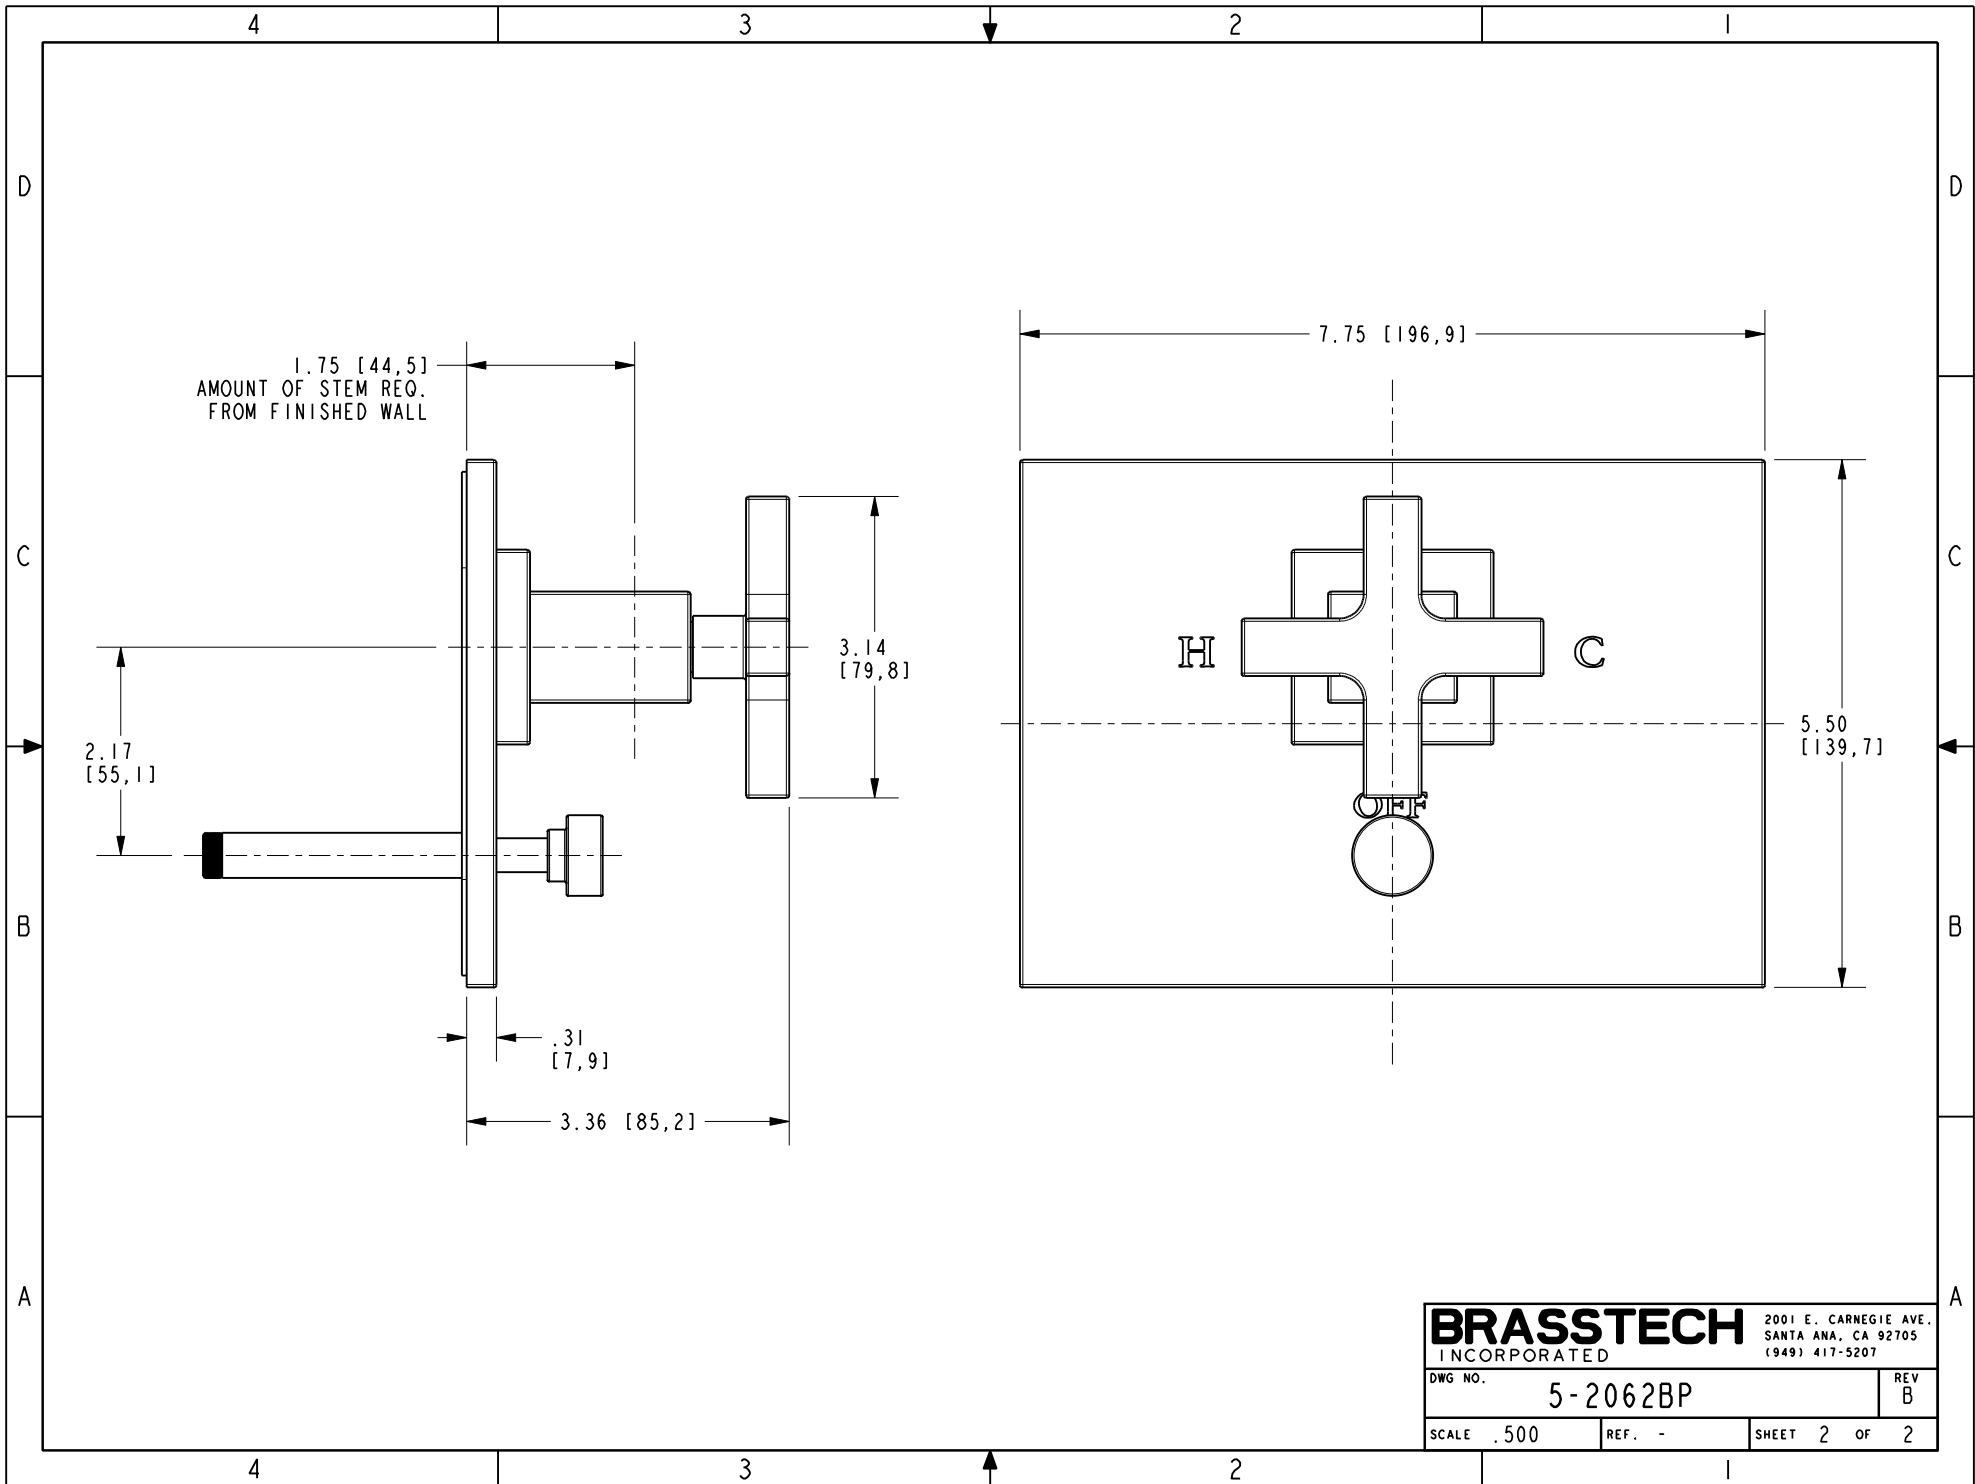 4 3 2 1
D D
7.75 [196,9]
1.75 [44,5]
AMOUNT OF STEM REQ.
FROM FINISHED WALL
C C
3.14
[79,8]
H C
5.50
[139,7]
2.17
[55,1]
OFF
B B
.31
[7,9]
3.36 [85,2]
A A
BRASSTECH
INCORPORATED
2001 E. CARNEGIE AVE.
SANTA ANA, CA 92705
(949) 417-5207
DWG NO.
5-2062BP
REV
B
SCALE .500 REF. - SHEET 2 OF 2
4 3 2 1